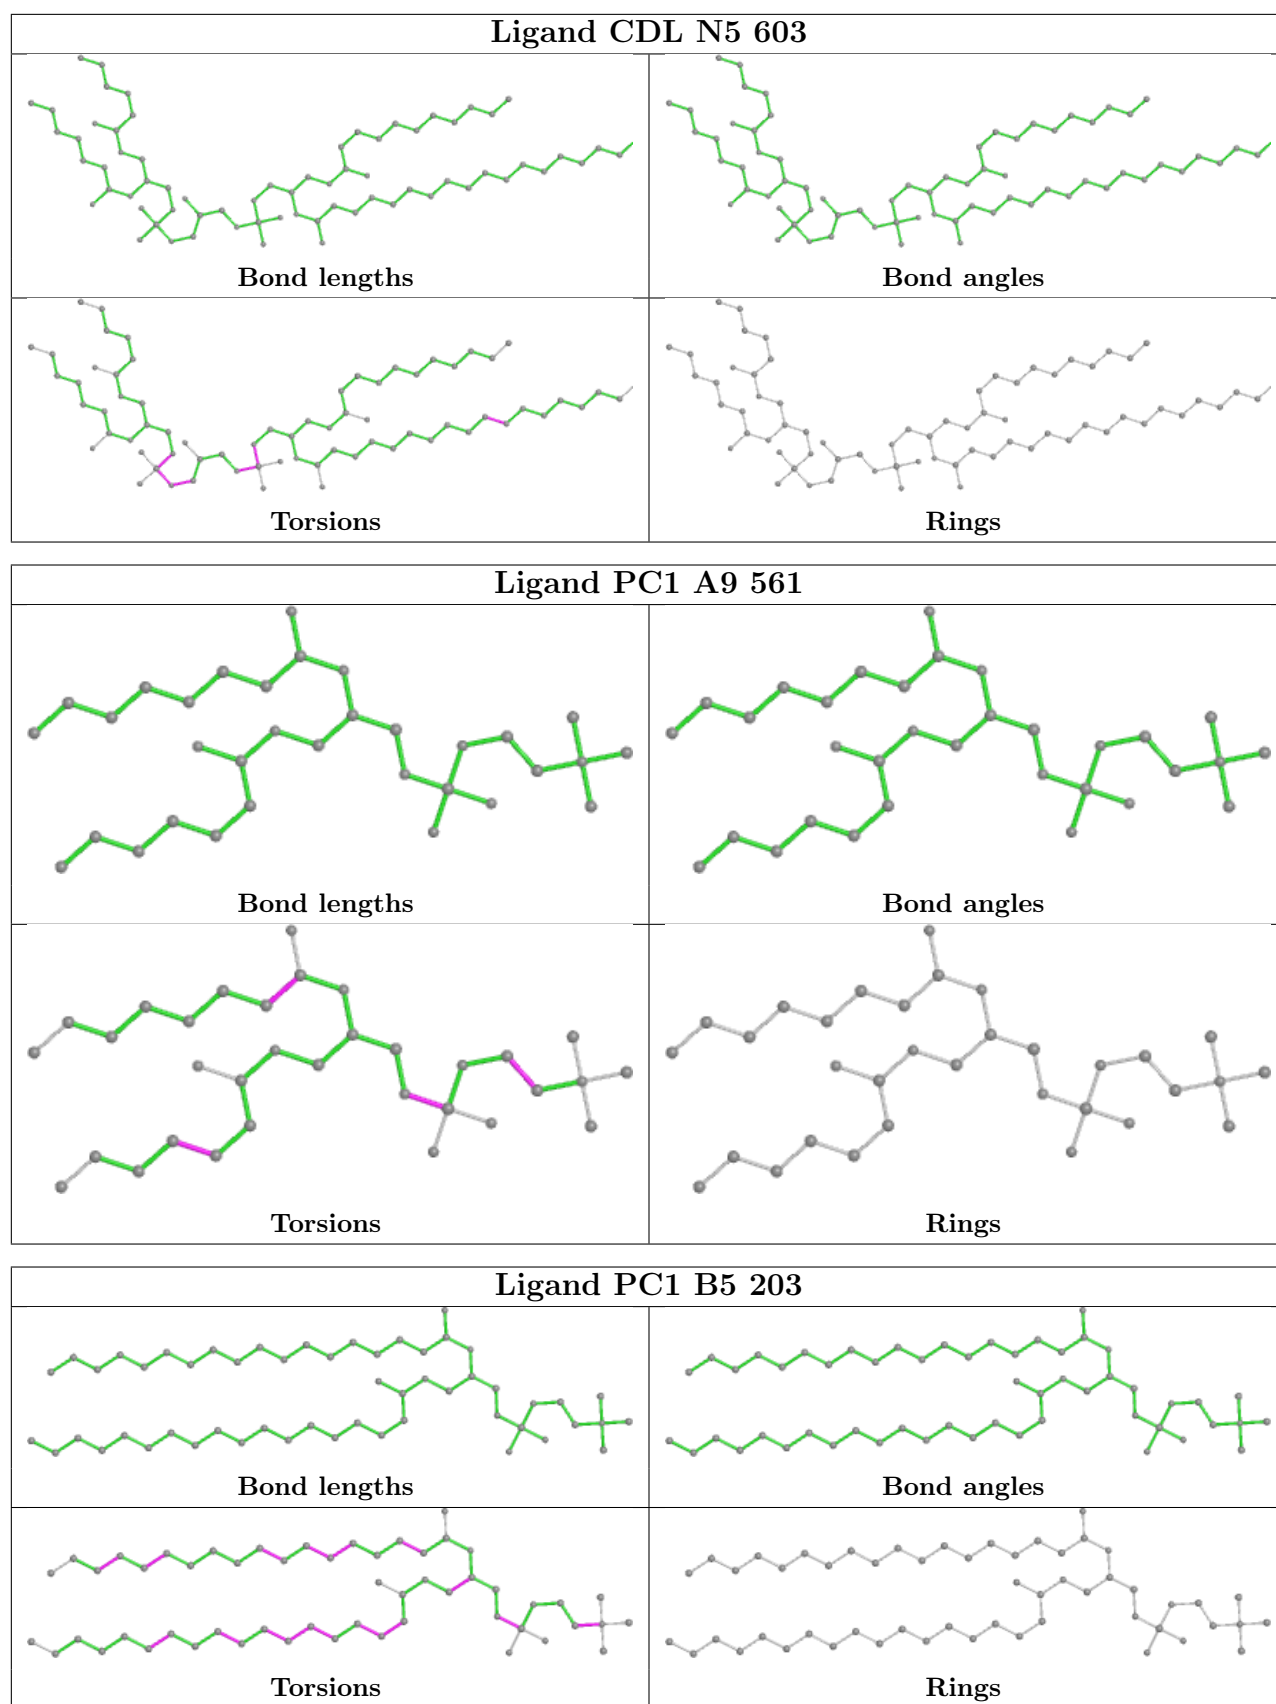 Ligand CDL N5 603
Bond lengths
Bond angles
Torsions
Rings
Ligand PC1 A9 561
Bond lengths
Bond angles
Torsions
Rings
Ligand PC1 B5 203
Bond lengths
Bond angles
Torsions
Rings